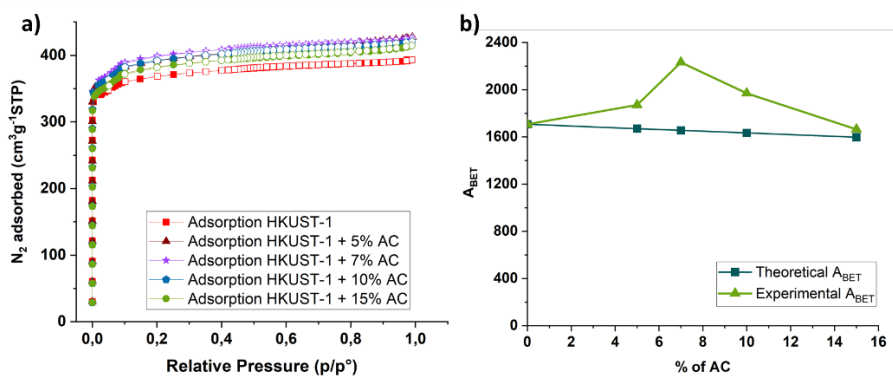 a)
400
300
200
100
0
N₂ adsorbed (cm³g⁻¹STP)
Adsorption HKUST-1
Adsorption HKUST-1 + 5% AC
Adsorption HKUST-1 + 7% AC
Adsorption HKUST-1 + 10% AC
Adsorption HKUST-1 + 15% AC
0,0 0,2 0,4 0,6 0,8 1,0
Relative Pressure (p/p°)
b)
2400
2000
1600
1200
800
400
0
A_BET
Theoretical A_BET
Experimental A_BET
0 2 4 6 8 10 12 14 16
% of AC